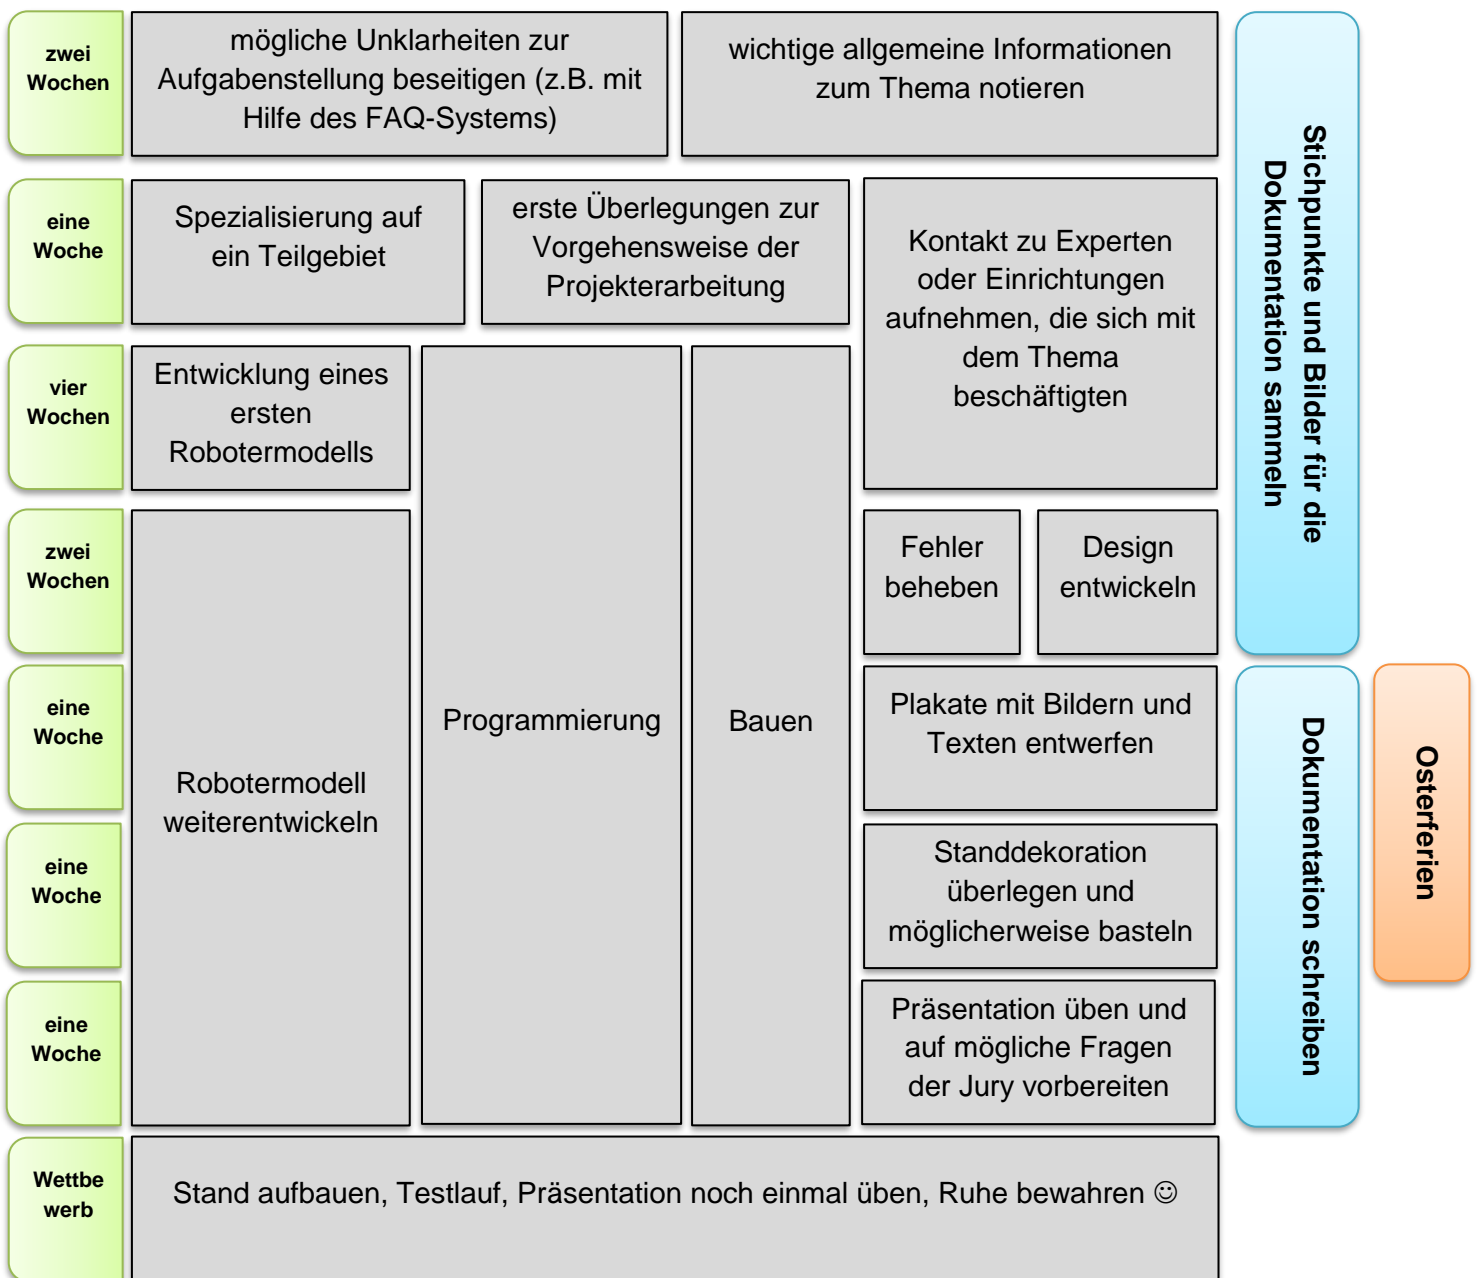 zwei
Wochen
mögliche Unklarheiten zur
Aufgabenstellung beseitigen (z.B. mit
Hilfe des FAQ-Systems)
wichtige allgemeine Informationen
zum Thema notieren
eine
Woche
Spezialisierung auf
ein Teilgebiet
erste Überlegungen zur
Vorgehensweise der
Projekterarbeitung
Kontakt zu Experten
oder Einrichtungen
aufnehmen, die sich mit
dem Thema
beschäftigten
vier
Wochen
Entwicklung eines
ersten
Robotermodells
Programmierung
Bauen
zwei
Wochen
Robotermodell
weiterentwickeln
Fehler
beheben
Design
entwickeln
eine
Woche
Plakate mit Bildern und
Texten entwerfen
eine
Woche
Standdekoration
überlegen und
möglicherweise basteln
eine
Woche
Präsentation üben und
auf mögliche Fragen
der Jury vorbereiten
Wettbe
werb
Stand aufbauen, Testlauf, Präsentation noch einmal üben, Ruhe bewahren ☺
Stichpunkte und Bilder für die
Dokumentation sammeln
Dokumentation schreiben
Osterferien